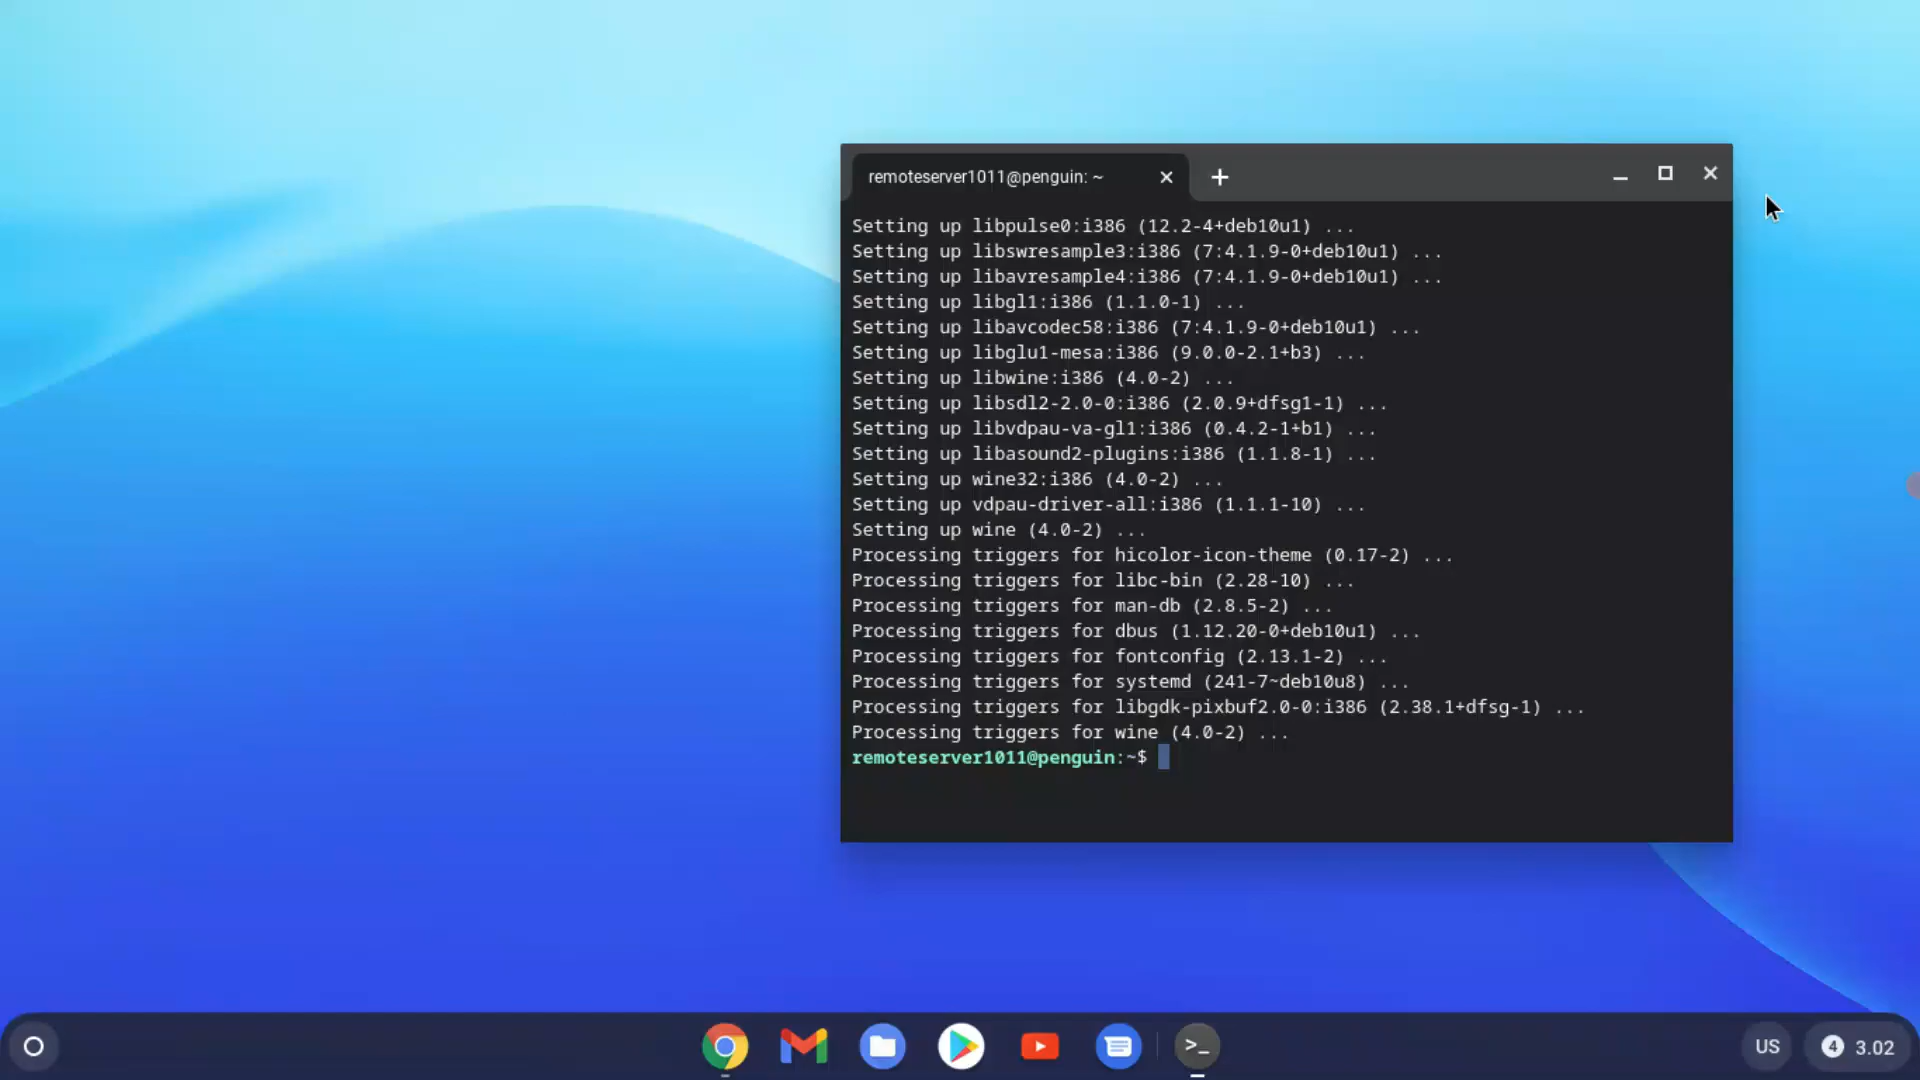 remoteserver1011@penguin: ~
Setting up libpulse0:i386 (12.2-4+deb10u1) ...
Setting up libswresample3:i386 (7:4.1.9-0+deb10u1) ...
Setting up libavresample4:i386 (7:4.1.9-0+deb10u1) ...
Setting up libgl1:i386 (1.1.0-1) ...
Setting up libavcodec58:i386 (7:4.1.9-0+deb10u1) ...
Setting up libglu1-mesa:i386 (9.0.0-2.1+b3) ...
Setting up libwine:i386 (4.0-2) ...
Setting up libsdl2-2.0-0:i386 (2.0.9+dfsg1-1) ...
Setting up libvdpau-va-gl1:i386 (0.4.2-1+b1) ...
Setting up libasound2-plugins:i386 (1.1.8-1) ...
Setting up wine32:i386 (4.0-2) ...
Setting up vdpau-driver-all:i386 (1.1.1-10) ...
Setting up wine (4.0-2) ...
Processing triggers for hicolor-icon-theme (0.17-2) ...
Processing triggers for libc-bin (2.28-10) ...
Processing triggers for man-db (2.8.5-2) ...
Processing triggers for dbus (1.12.20-0+deb10u1) ...
Processing triggers for fontconfig (2.13.1-2) ...
Processing triggers for systemd (241-7~deb10u8) ...
Processing triggers for libgdk-pixbuf2.0-0:i386 (2.38.1+dfsg-1) ...
Processing triggers for wine (4.0-2) ...
remoteserver1011@penguin:~$
US 4 3.02